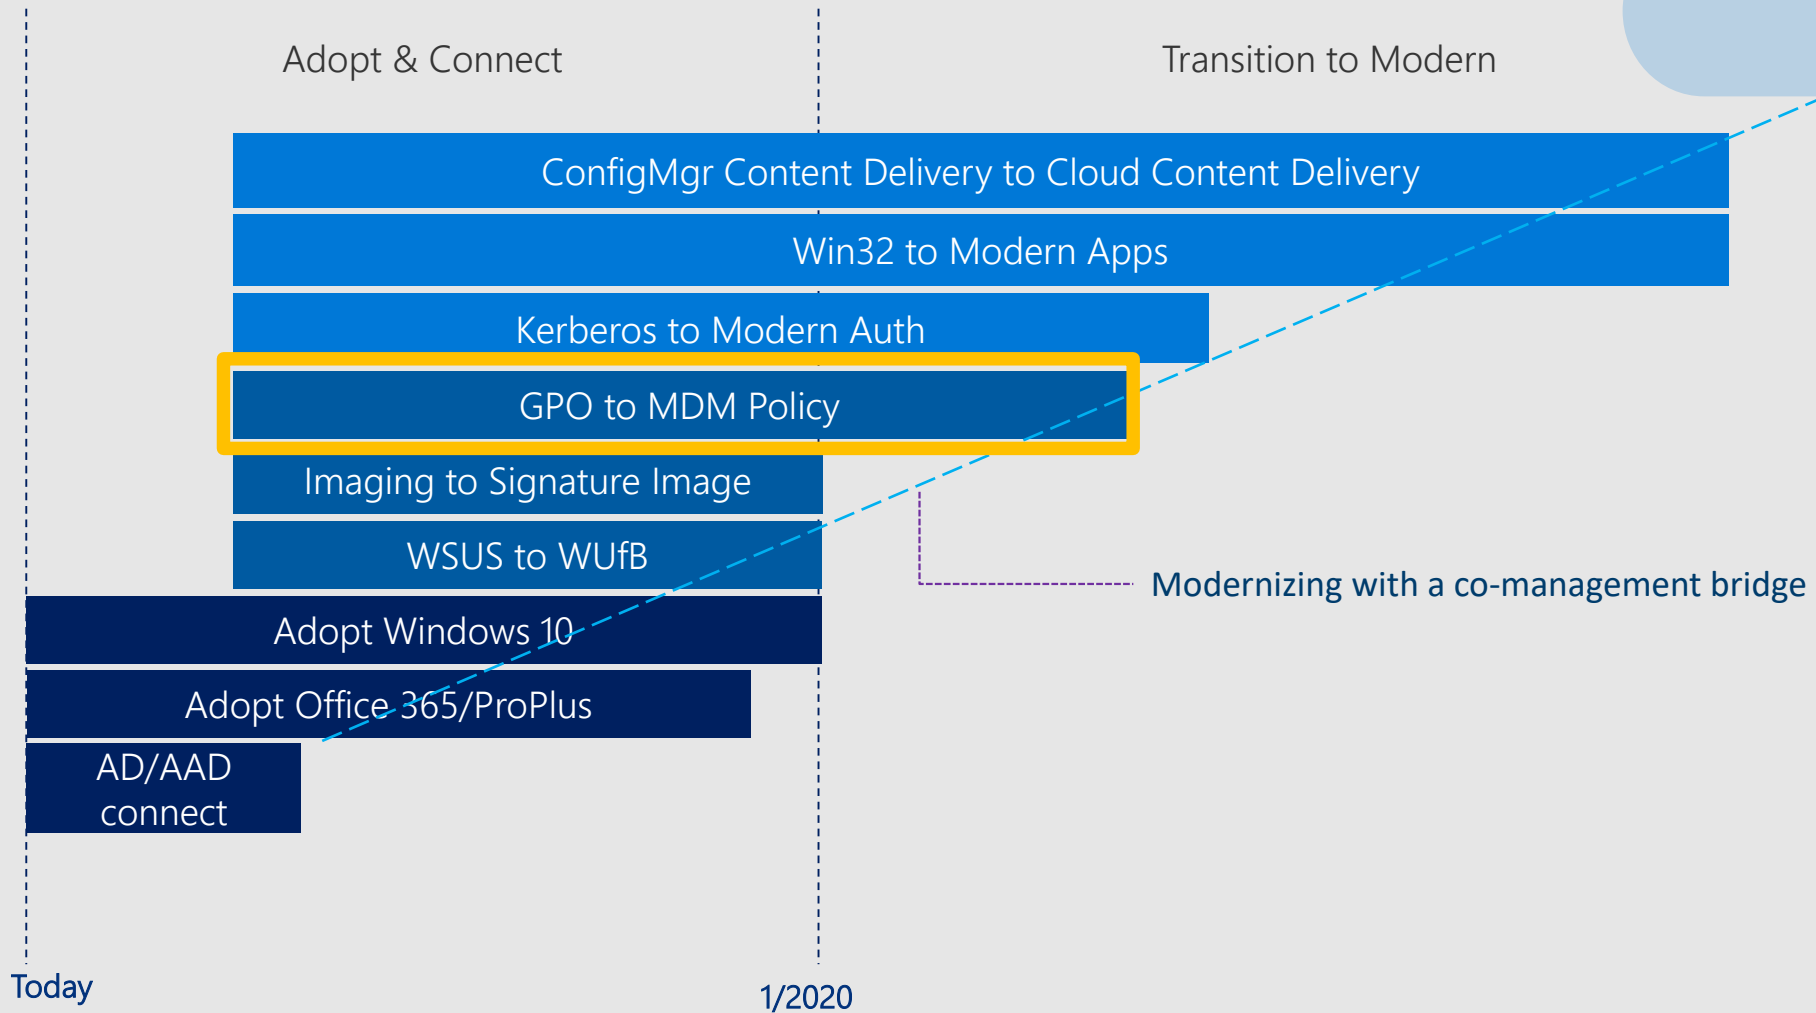 Adopt & Connect
Transition to Modern
ConfigMgr Content Delivery to Cloud Content Delivery
Win32 to Modern Apps
Kerberos to Modern Auth
GPO to MDM Policy
Imaging to Signature Image
WSUS to WUfB
Modernizing with a co-management bridge
Adopt Windows 10
Adopt Office 365/ProPlus
AD/AAD
connect
Today
1/2020